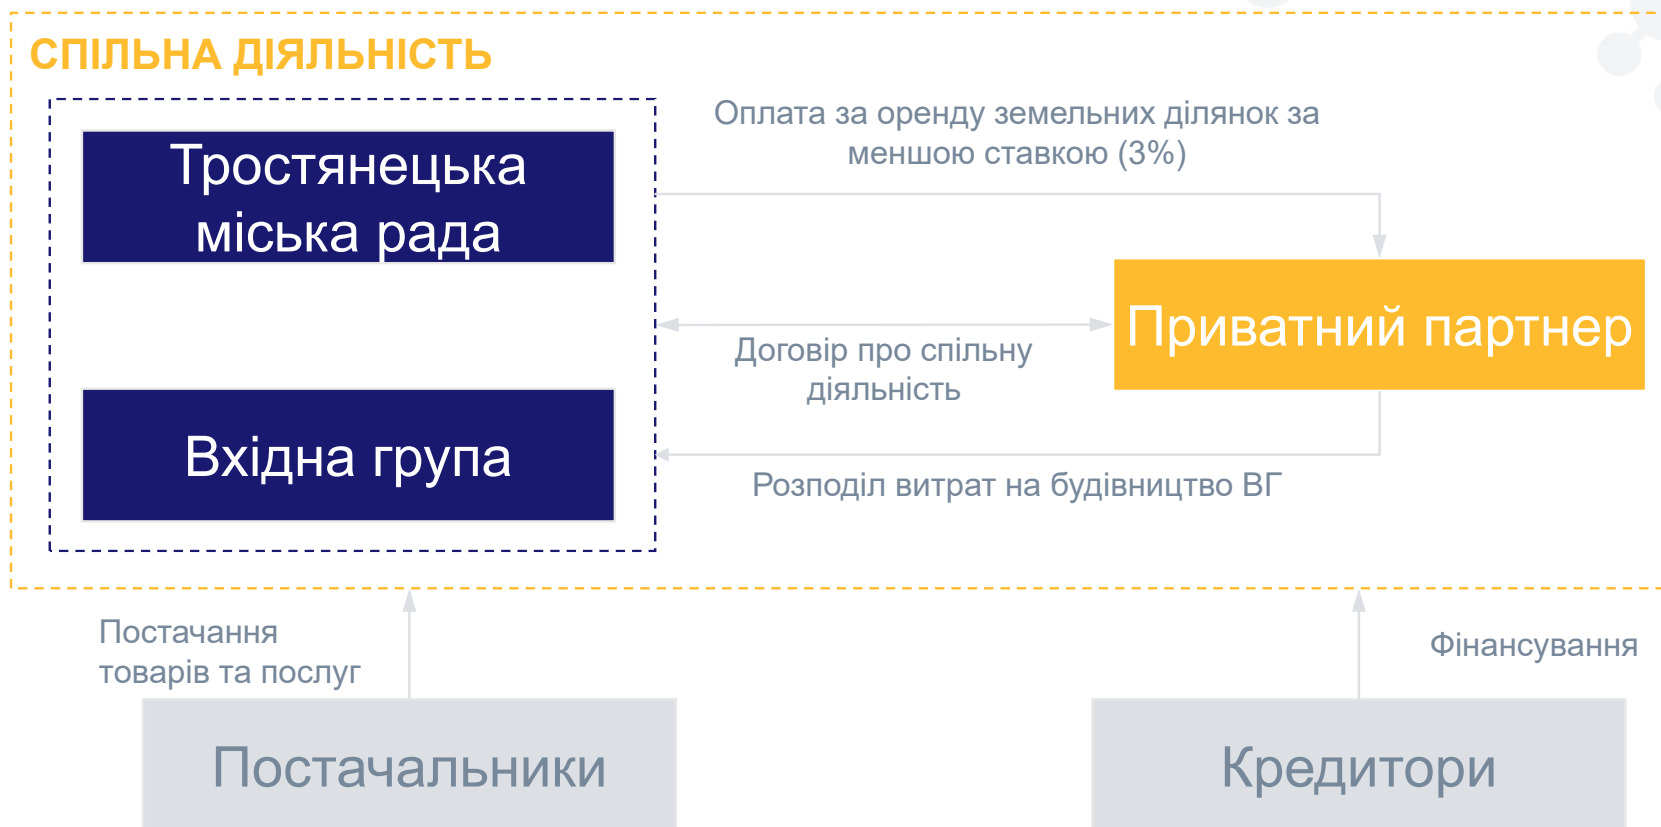 СПІЛЬНА ДІЯЛЬНІСТЬ
Тростянецька
міська рада
Оплата за оренду земельних ділянок за
меншою ставкою (3%)
Приватний партнер
Договір про спільну
діяльність
Вхідна група
Розподіл витрат на будівництво ВГ
Постачання
товарів та послуг
Фінансування
Постачальники
Кредитори